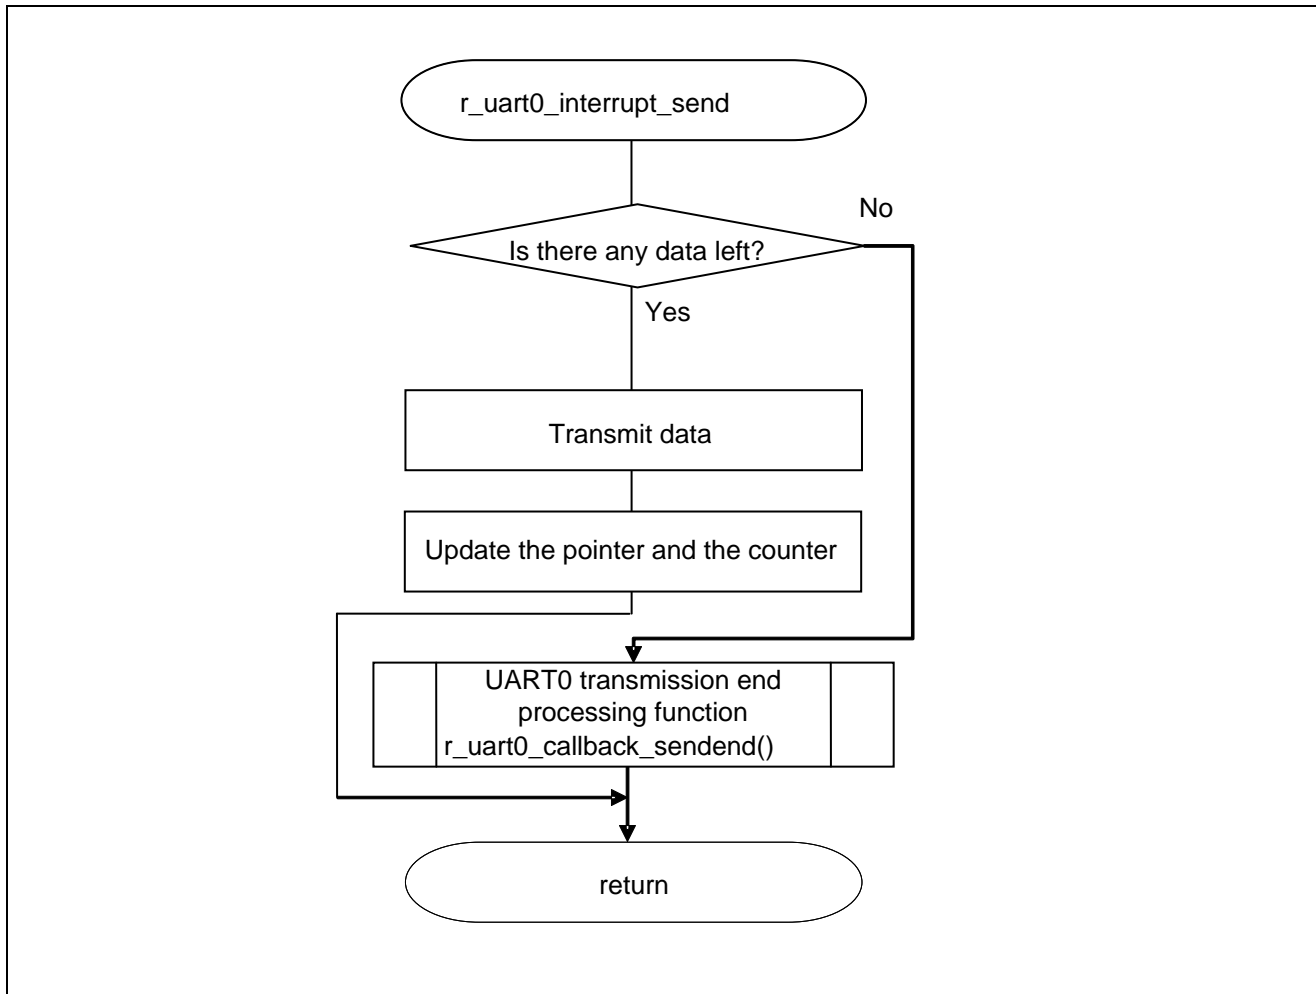 r_uart0_interrupt_send
No
Is there any data left?
Yes
Transmit data
Update the pointer and the counter
UART0 transmission end
processing function
r_uart0_callback_sendend()
return